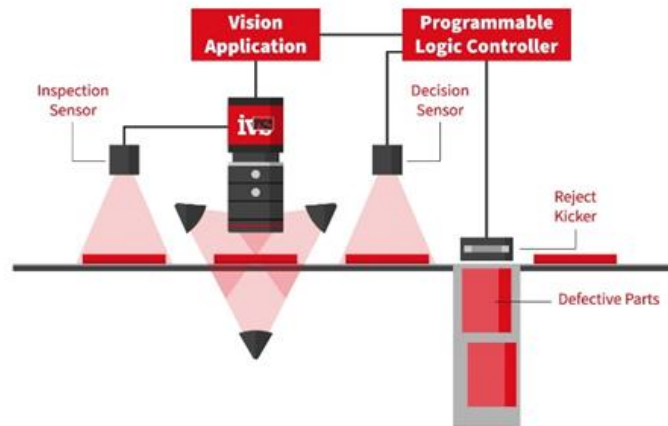 Vision
Application
Programmable
Logic Controller
Inspection
Sensor
ivs
Decision
Sensor
Reject
Kicker
Defective Parts